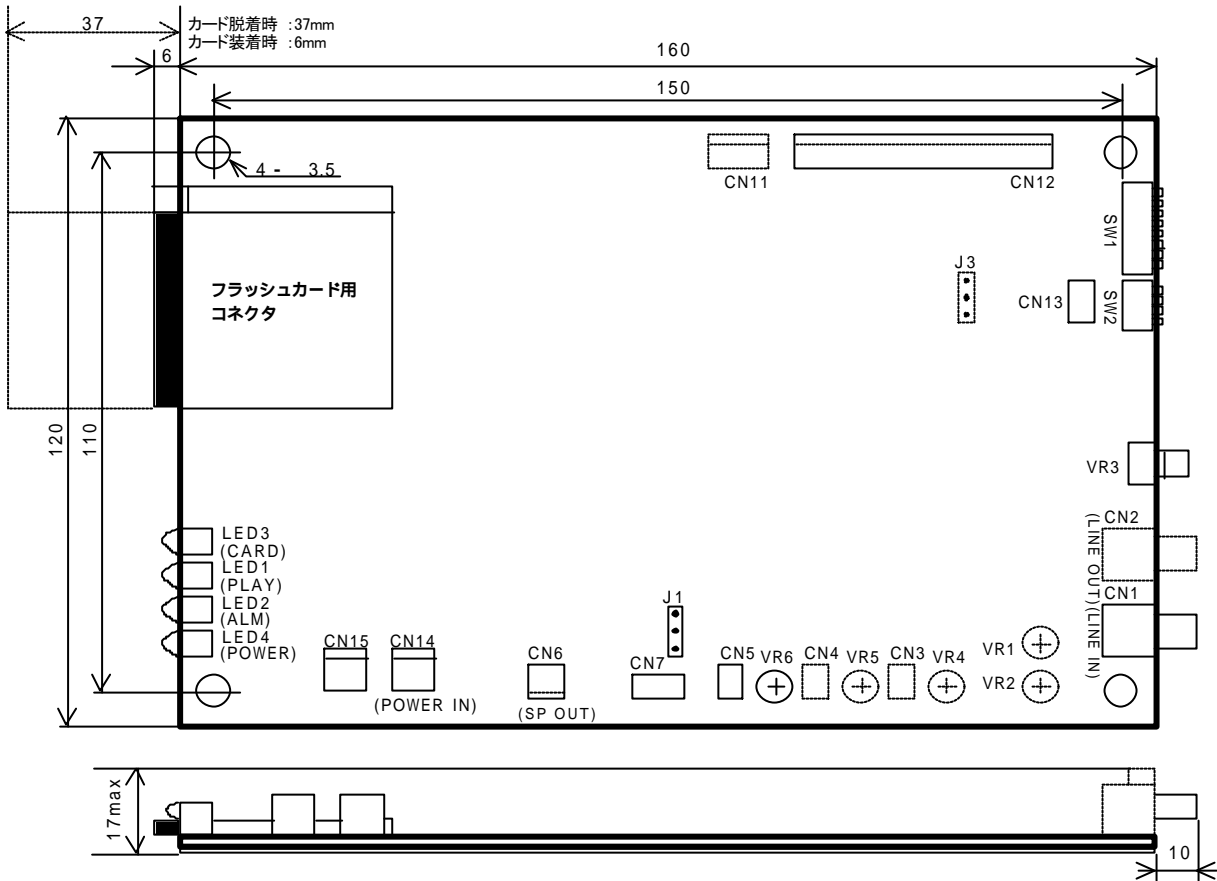 37
カード脱着時 :37mm
カード装着時 :6mm
6
160
150
4 - 3.5
CN11
CN12
SW1
J3
CN13
SW2
フラッシュカード用
コネクタ
120
110
VR3
CN2
(LINE OUT)
CN1
(LINE IN)
LED3
(CARD)
LED1
(PLAY)
LED2
(ALM)
LED4
(POWER)
CN15
CN14
(POWER IN)
CN6
(SP OUT)
J1
CN7
CN5
VR6
CN4
VR5
CN3
VR4
VR1
VR2
17max
10